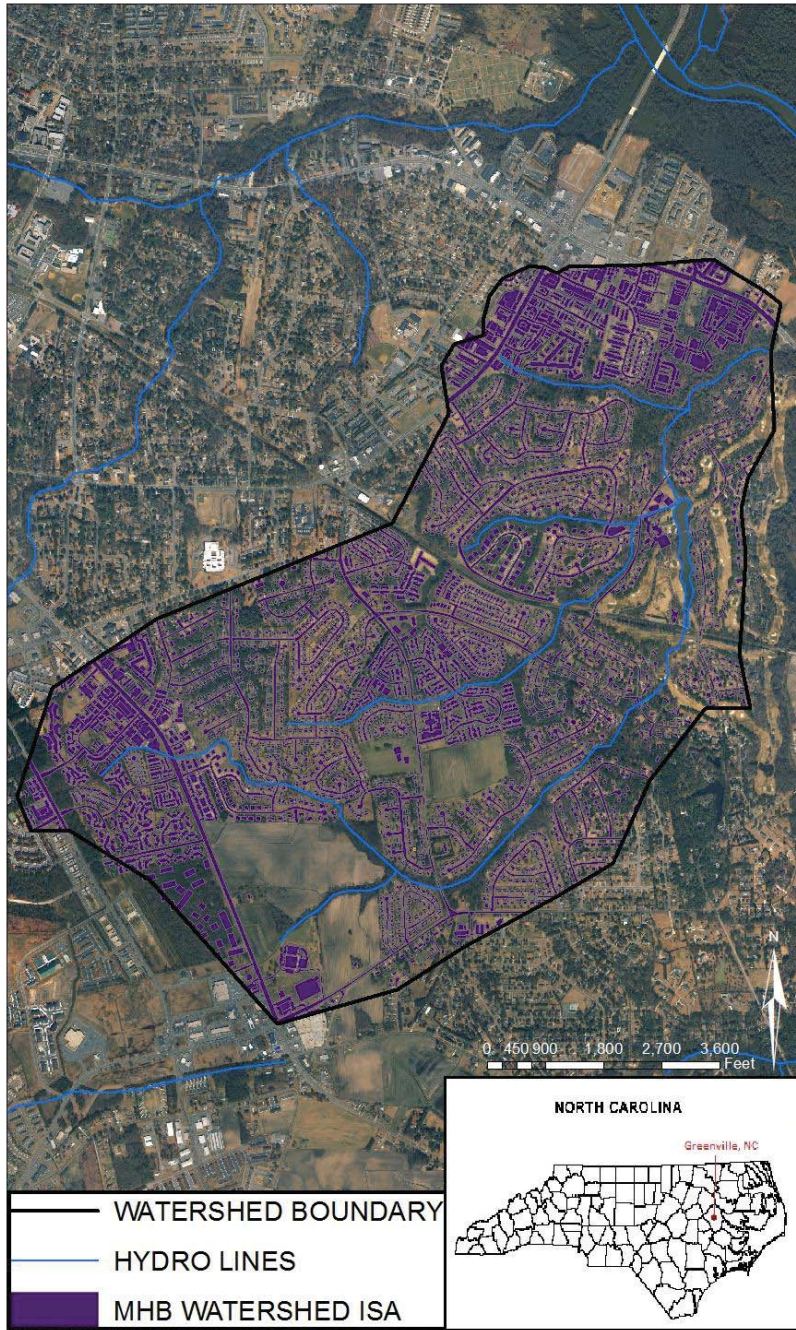 N
0 450 900 1,800 2,700 3,600
Feet
NORTH CAROLINA
Greenville, NC
WATERSHED BOUNDARY
HYDRO LINES
MHB WATERSHED ISA